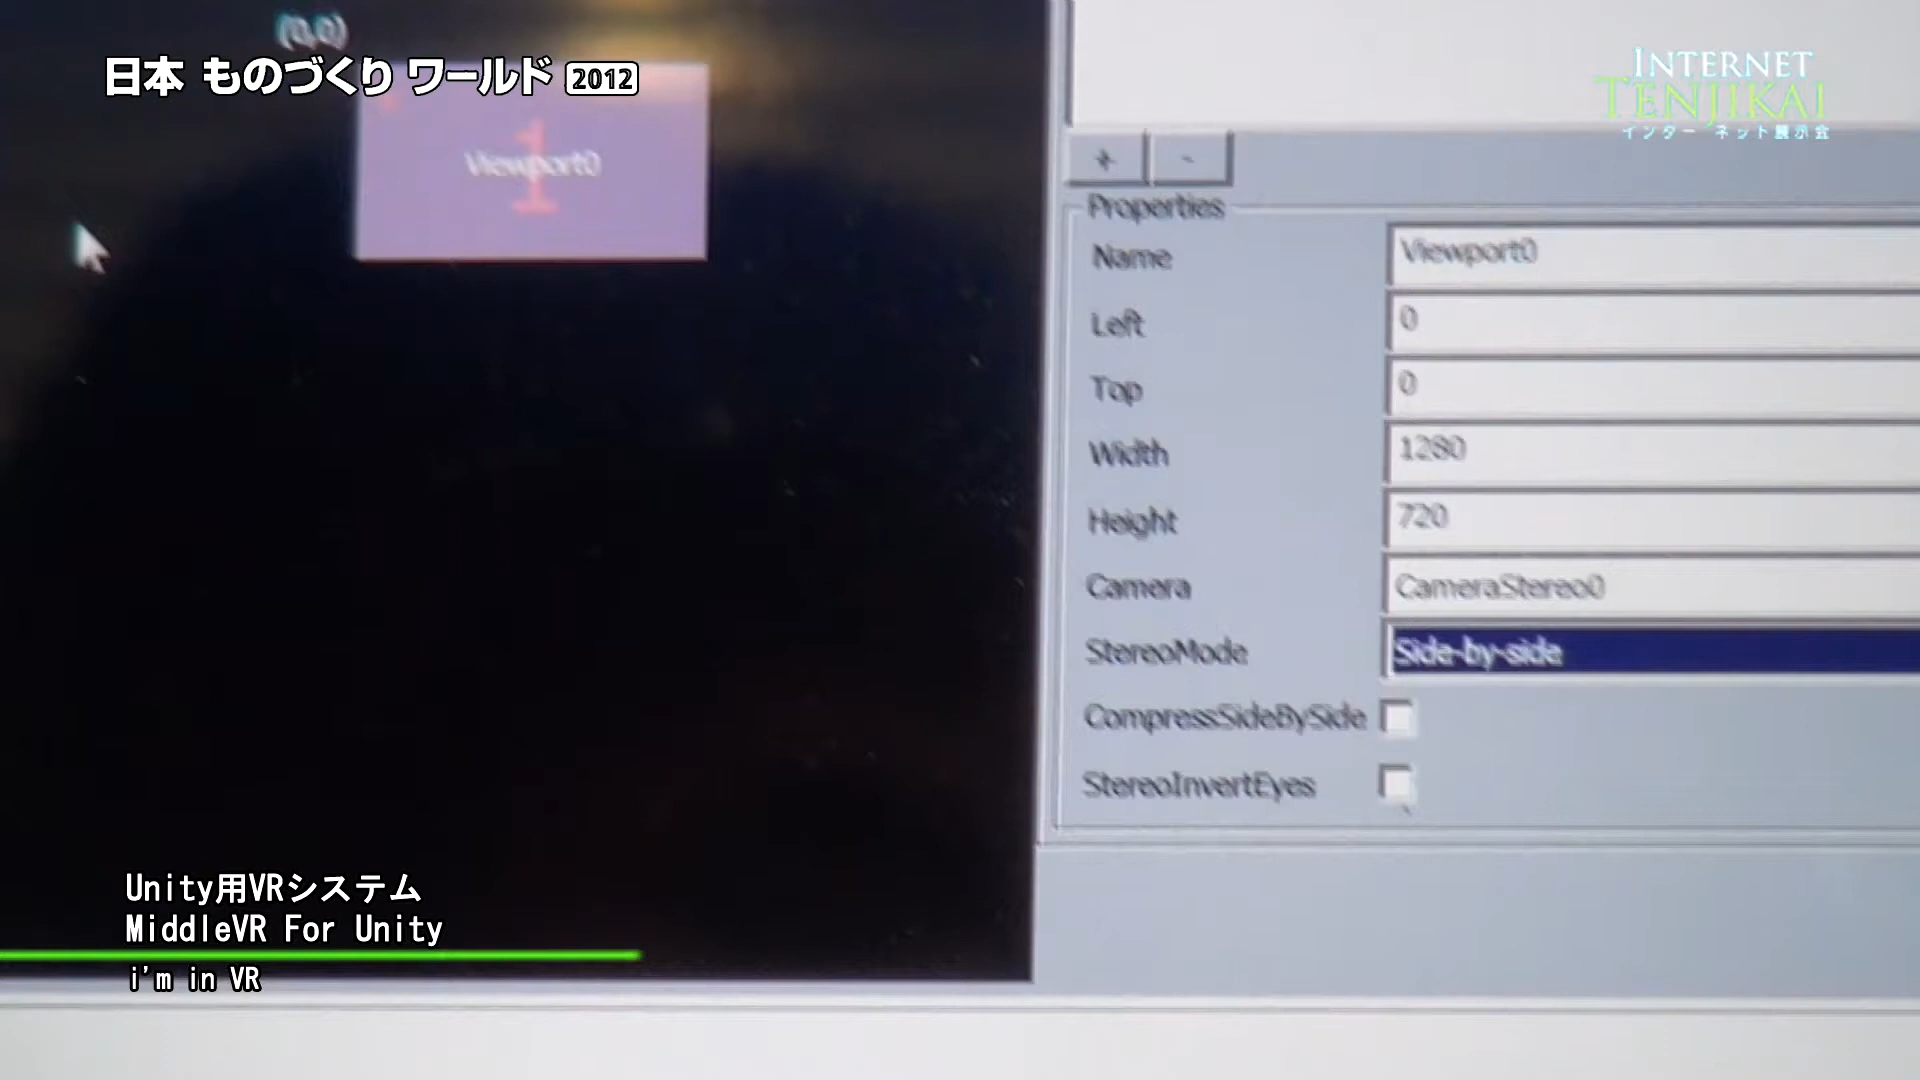 (0,0)
日本 ものづくり ワールド 2012
INTERNET
TENJIKAI
インターネット展示会
1
Viewport0
+ -
Properties
Name Viewport0
Left 0
Top 0
Width 1280
Height 720
Camera CameraStereo0
StereoMode Side-by-side
CompressSideBySide
StereoInvertEyes
Unity用VRシステム
MiddleVR For Unity
i'm in VR